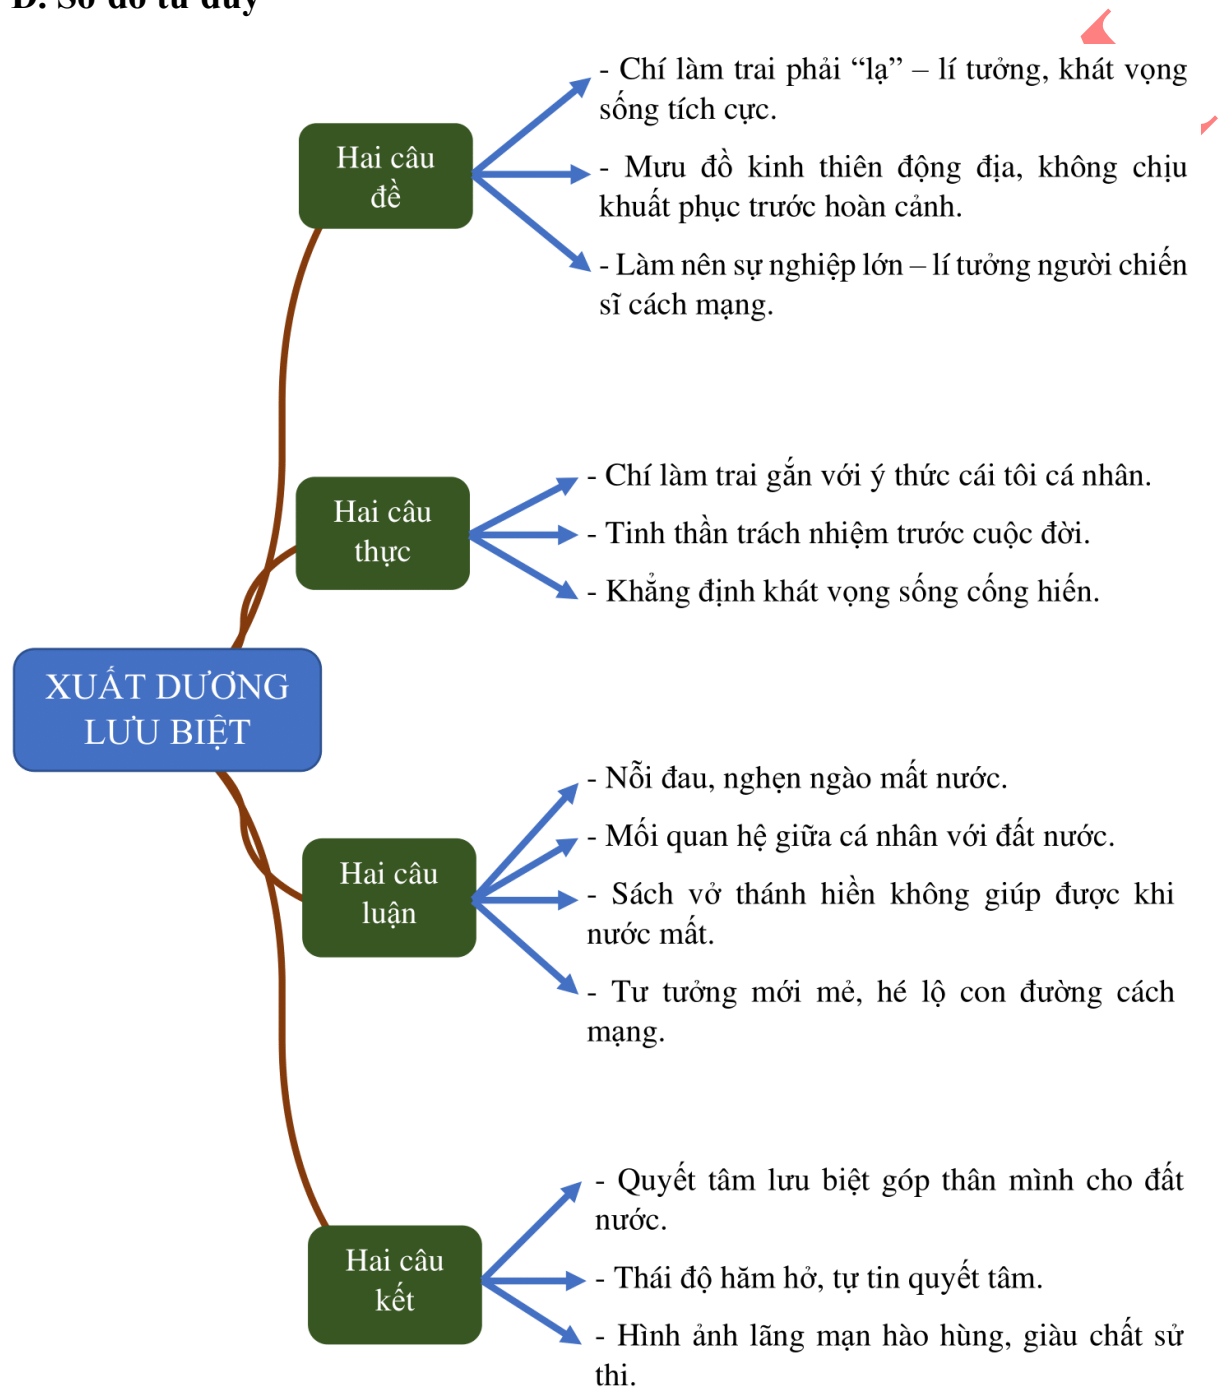 D. Sơ đồ tư duy
Hai câu
đề
- Chí làm trai phải “lạ” – lí tưởng, khát vọng
sống tích cực.
- Mưu đồ kinh thiên động địa, không chịu
khuất phục trước hoàn cảnh.
- Làm nên sự nghiệp lớn – lí tưởng người chiến
sĩ cách mạng.
Hai câu
thực
- Chí làm trai gắn với ý thức cái tôi cá nhân.
- Tinh thần trách nhiệm trước cuộc đời.
- Khẳng định khát vọng sống cống hiến.
XUẤT DƯƠNG
LƯU BIỆT
Hai câu
luận
- Nỗi đau, nghẹn ngào mất nước.
- Mối quan hệ giữa cá nhân với đất nước.
- Sách vở thánh hiền không giúp được khi
nước mất.
- Tư tưởng mới mẻ, hé lộ con đường cách
mạng.
Hai câu
kết
- Quyết tâm lưu biệt góp thân mình cho đất
nước.
- Thái độ hăm hở, tự tin quyết tâm.
- Hình ảnh lãng mạn hào hùng, giàu chất sử
thi.